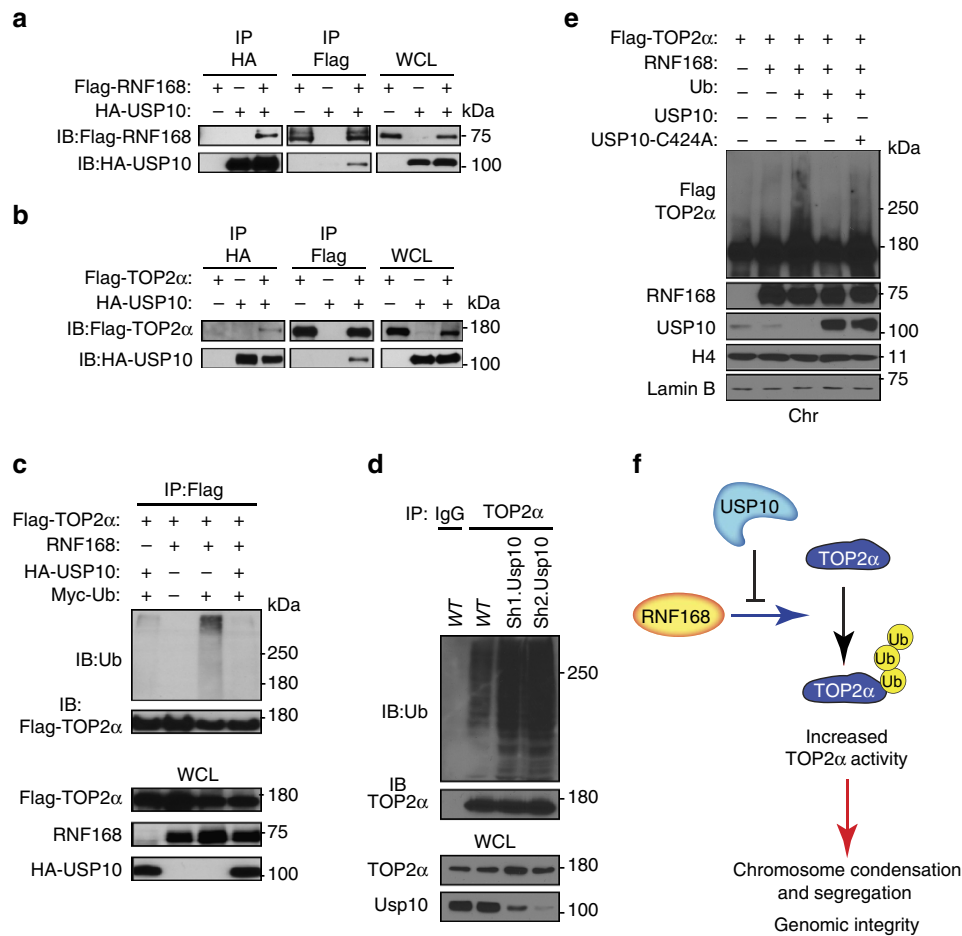 a
IP HA IP Flag WCL
Flag-RNF168: + – + + – + + – +
HA-USP10: – + + – + + – + + kDa
IB:Flag-RNF168 75
IB:HA-USP10 100
b
IP HA IP Flag WCL
Flag-TOP2α: + – + + – + + – +
HA-USP10: – + + – + + – + + kDa
IB:Flag-TOP2α 180
IB:HA-USP10 100
c
IP:Flag
Flag-TOP2α: + + + +
RNF168: – + + +
HA-USP10: + – – +
Myc-Ub: + – + +
kDa
IB:Ub 250
180
IB:
Flag-TOP2α 180
WCL
Flag-TOP2α 180
RNF168 75
HA-USP10 100
d
IP: IgG TOP2α
WT WT Sh1.Usp10 Sh2.Usp10
250
IB:Ub
IB
TOP2α 180
WCL
TOP2α 180
Usp10 100
e
Flag-TOP2α: + + + + +
RNF168: – + + + +
Ub: – – + + +
USP10: – – – + –
USP10-C424A: – – – – +
kDa
Flag
TOP2α
250
180
RNF168 75
USP10 100
H4 11
75
Lamin B
Chr
f
USP10
TOP2α
RNF168
Ub
Ub
Ub
TOP2α
Increased
TOP2α activity
Chromosome condensation
and segregation
Genomic integrity